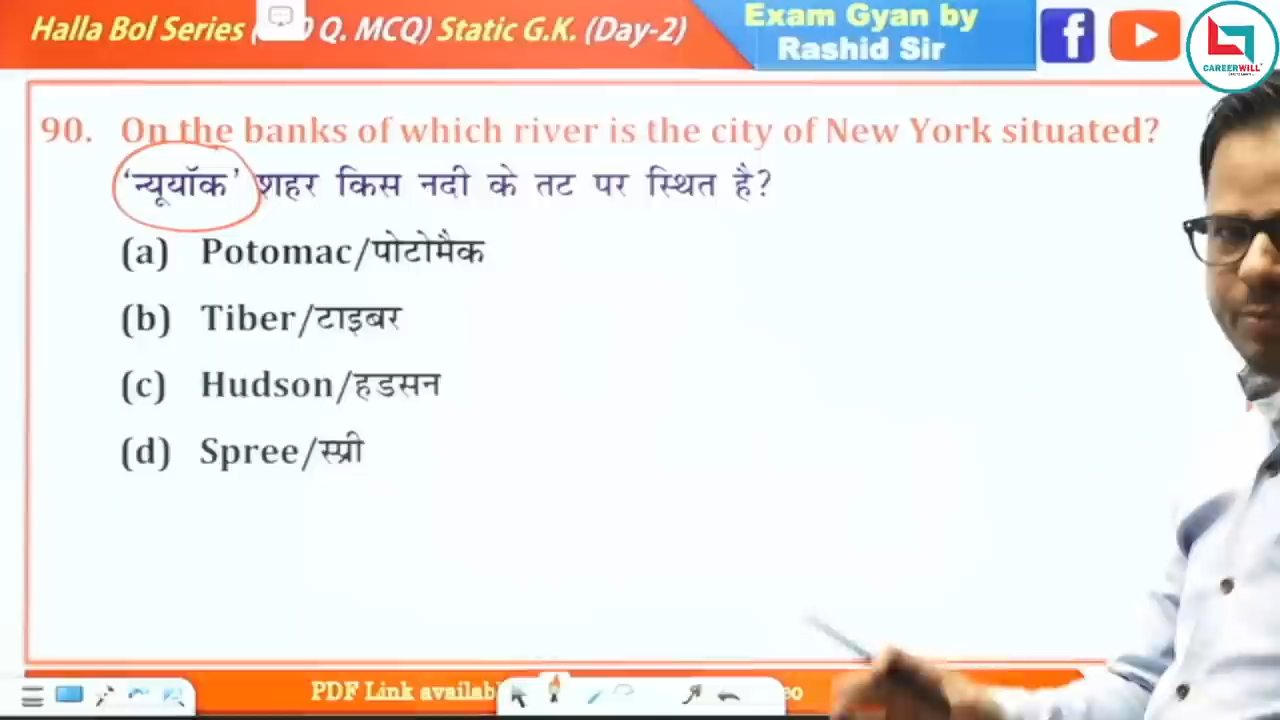 Halla Bol Series ( 0 Q. MCQ) Static G.K. (Day-2)
Exam Gyan by
Rashid Sir
CAREERWILL
90. On the banks of which river is the city of New York situated?
‘न्यूयॉक’ शहर किस नदी के तट पर स्थित है?
(a) Potomac/पोटोमैक
(b) Tiber/टाइबर
(c) Hudson/हडसन
(d) Spree/स्प्री
PDF Link